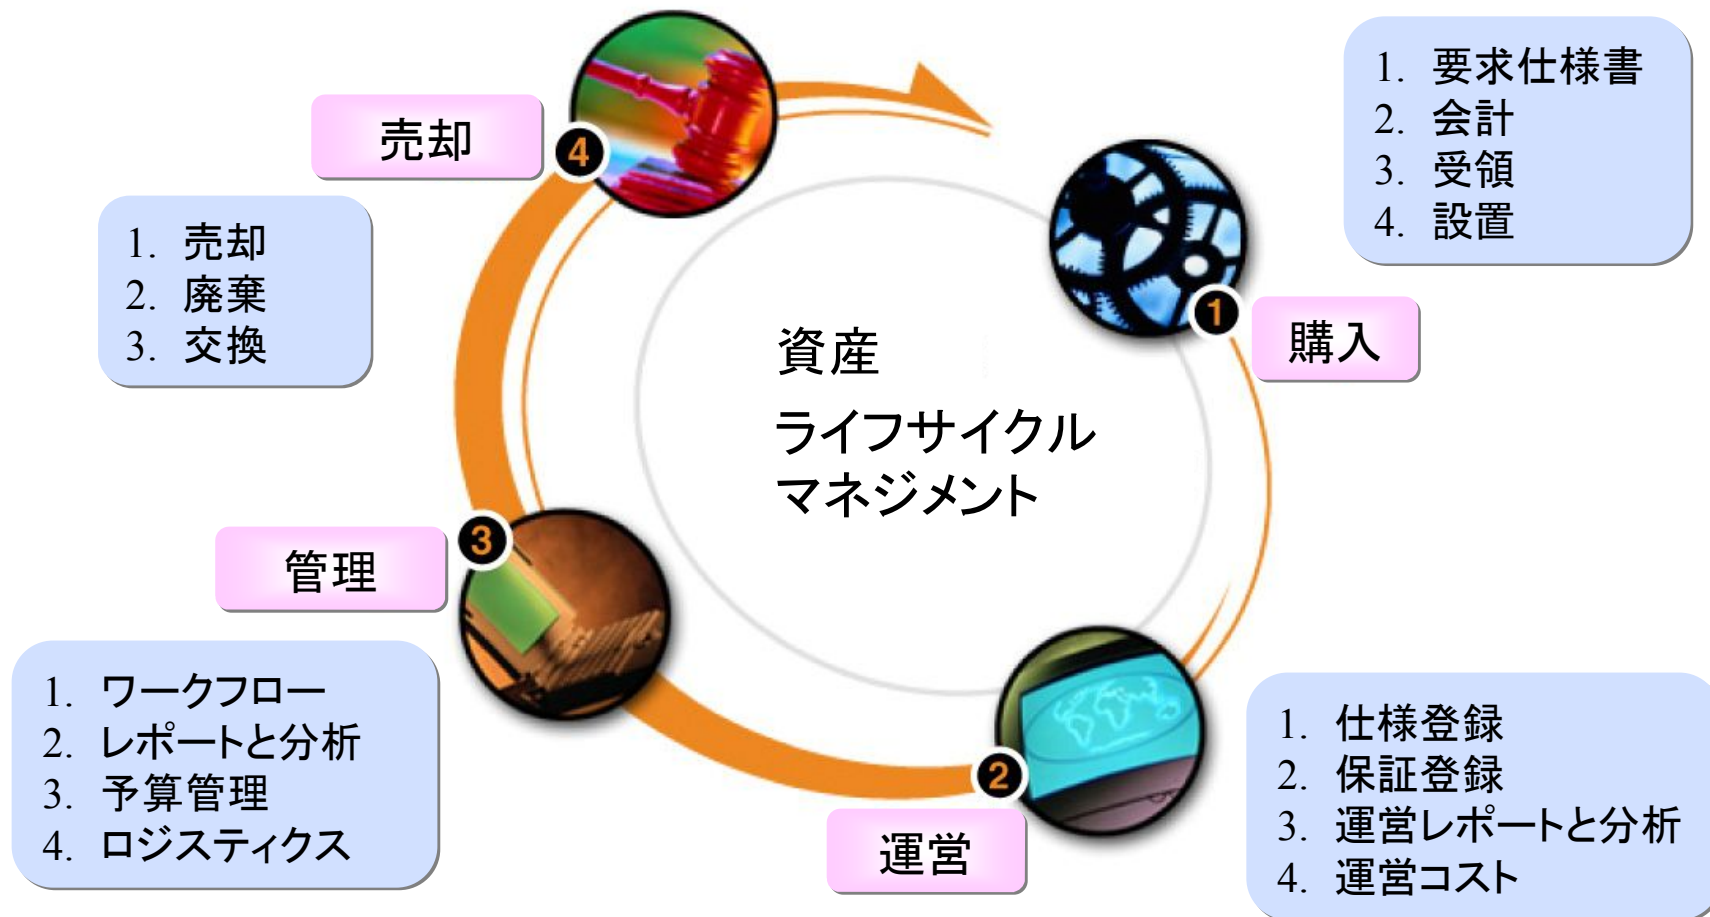 資産
ライフサイクル
マネジメント
1
購入
1. 要求仕様書
2. 会計
3. 受領
4. 設置
2
運営
1. 仕様登録
2. 保証登録
3. 運営レポートと分析
4. 運営コスト
3
管理
1. ワークフロー
2. レポートと分析
3. 予算管理
4. ロジスティクス
4
売却
1. 売却
2. 廃棄
3. 交換